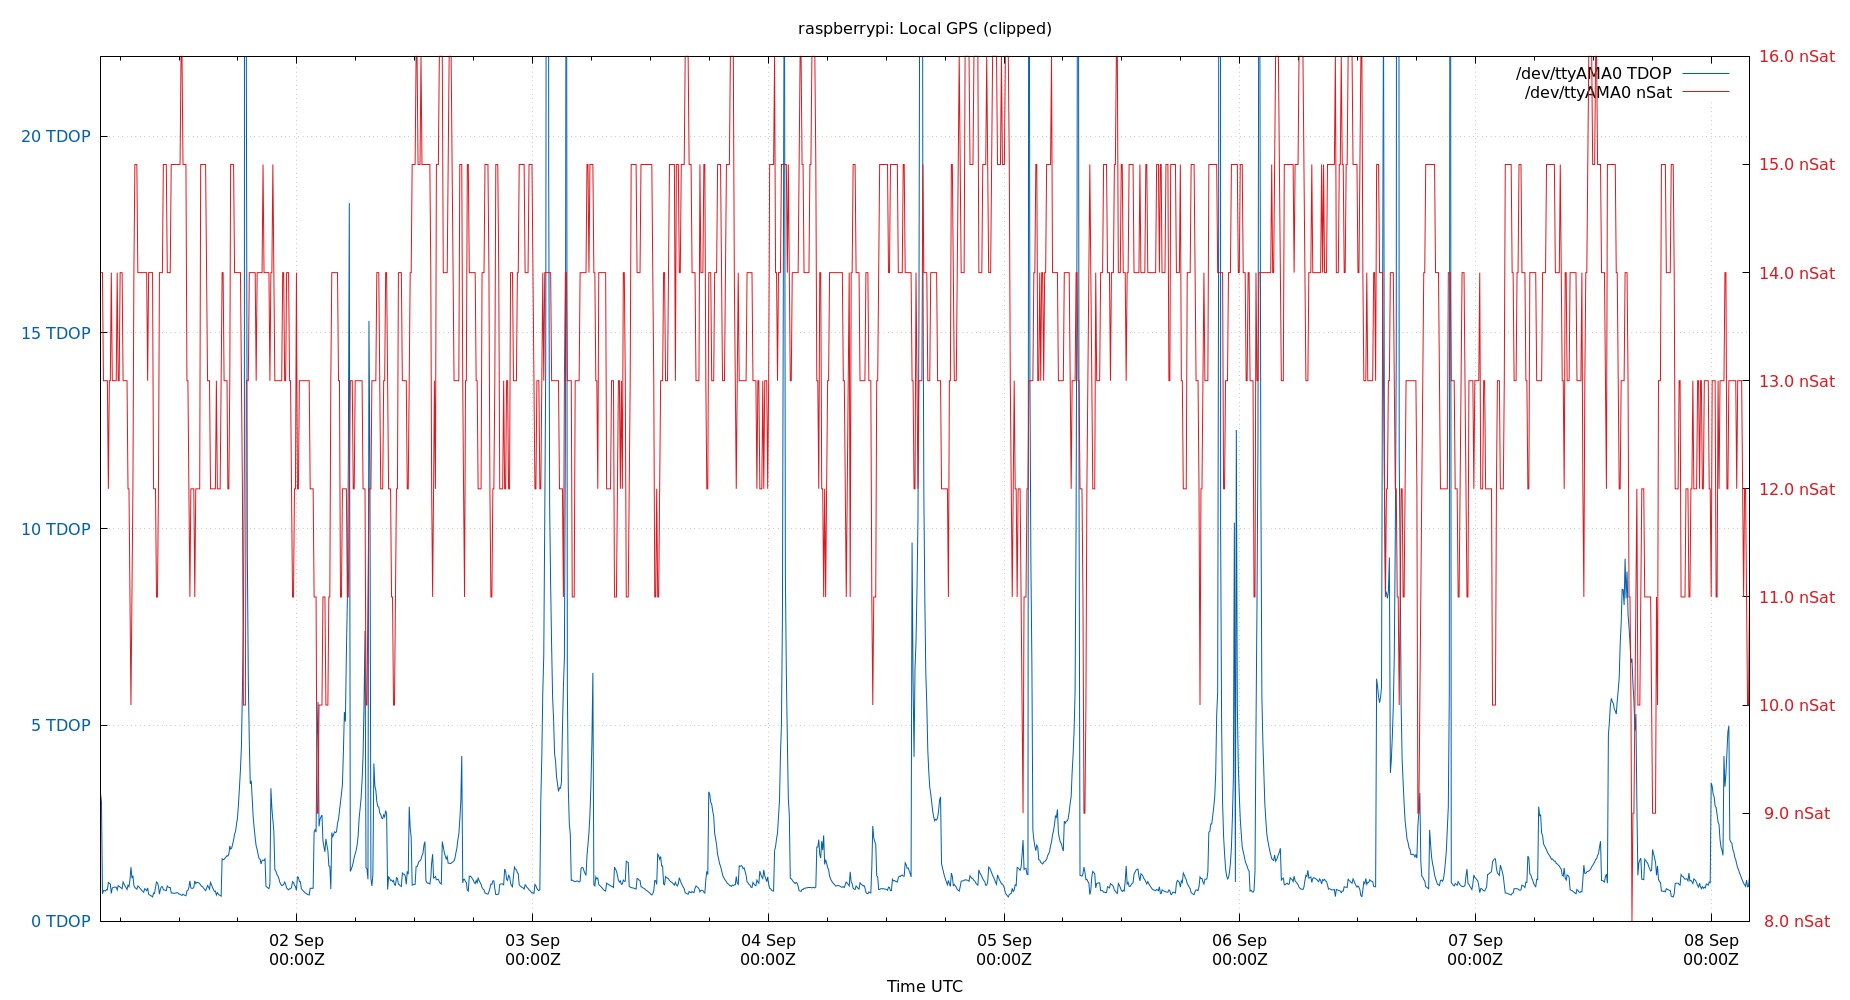 raspberrypi: Local GPS (clipped)
16.0 nSat
/dev/ttyAMA0 TDOP
/dev/ttyAMA0 nSat
20 TDOP
15.0 nSat
14.0 nSat
15 TDOP
13.0 nSat
12.0 nSat
10 TDOP
11.0 nSat
10.0 nSat
5 TDOP
9.0 nSat
0 TDOP
8.0 nSat
02 Sep
00:00Z
03 Sep
00:00Z
04 Sep
00:00Z
05 Sep
00:00Z
06 Sep
00:00Z
07 Sep
00:00Z
08 Sep
00:00Z
Time UTC